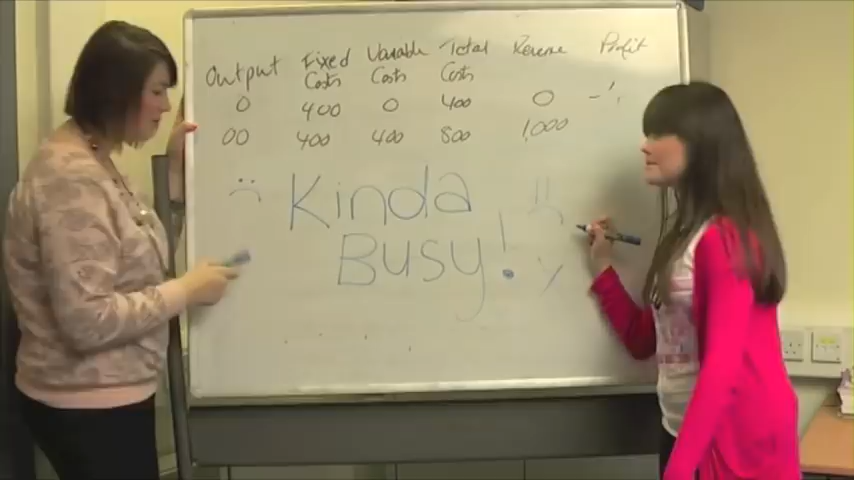 Output Fixed Costs Variable Costs Total Costs Revenue Profit
0 400 0 400 0
00 400 400 800 1,000
Kinda
Busy!